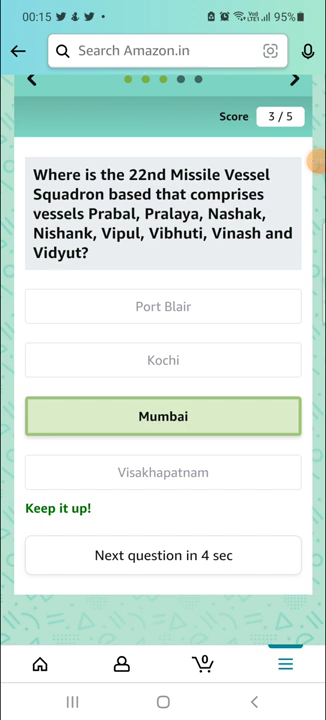 00:15
VoI
LTE1
95%
Search Amazon.in
Score 3 / 5
Where is the 22nd Missile Vessel
Squadron based that comprises
vessels Prabal, Pralaya, Nashak,
Nishank, Vipul, Vibhuti, Vinash and
Vidyut?
Port Blair
Kochi
Mumbai
Visakhapatnam
Keep it up!
Next question in 4 sec
0